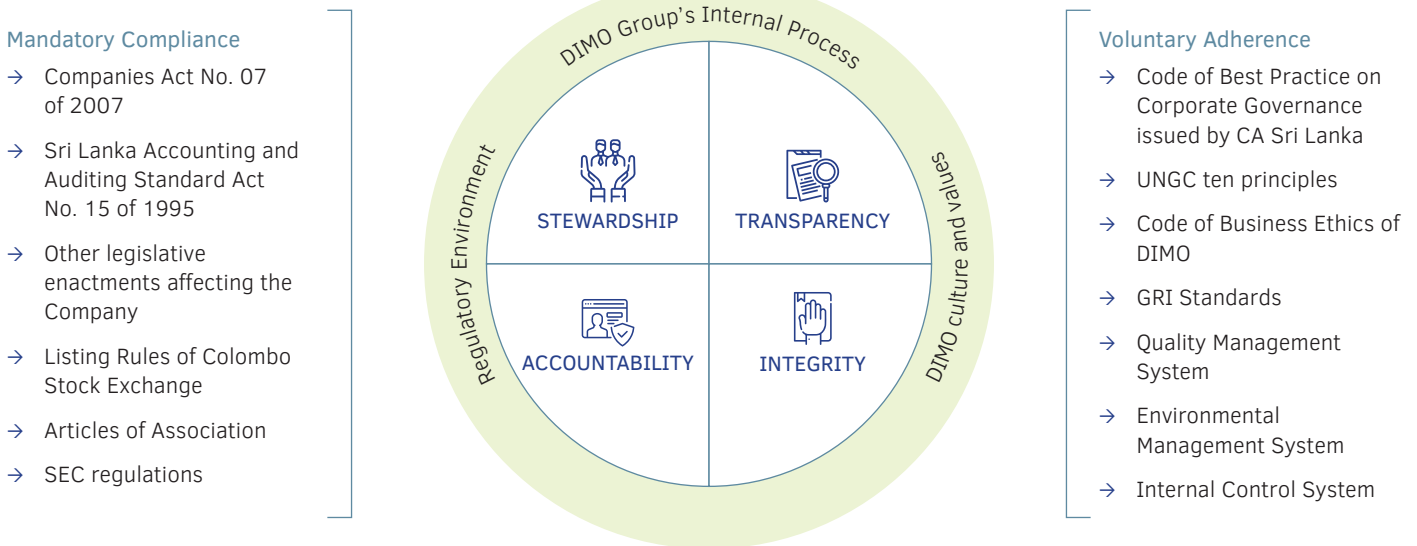 Mandatory Compliance
→ Companies Act No. 07
of 2007
→ Sri Lanka Accounting and
Auditing Standard Act
No. 15 of 1995
→ Other legislative
enactments affecting the
Company
→ Listing Rules of Colombo
Stock Exchange
→ Articles of Association
→ SEC regulations
DIMO Group's Internal Process
Regulatory Environment
DIMO culture and values
STEWARDSHIP
TRANSPARENCY
ACCOUNTABILITY
INTEGRITY
Voluntary Adherence
→ Code of Best Practice on
Corporate Governance
issued by CA Sri Lanka
→ UNGC ten principles
→ Code of Business Ethics of
DIMO
→ GRI Standards
→ Quality Management
System
→ Environmental
Management System
→ Internal Control System